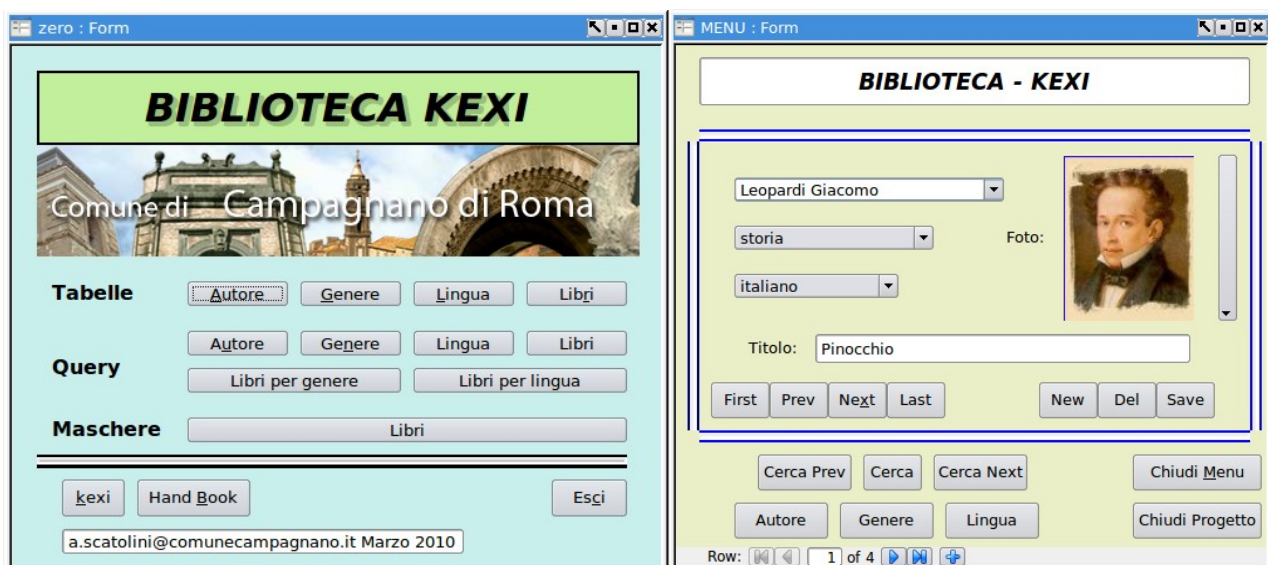 zero : Form
BIBLIOTECA KEXI
Comune di Campagnano di Roma
Tabelle Autore Genere Lingua Libri
Query Autore Genere Lingua Libri
Libri per genere Libri per lingua
Maschere Libri
kexi Hand Book Esci
a.scatolini@comunecampagnano.it Marzo 2010
MENU : Form
BIBLIOTECA - KEXI
Leopardi Giacomo
storia Foto:
italiano
Titolo: Pinocchio
First Prev Next Last New Del Save
Cerca Prev Cerca Cerca Next Chiudi Menu
Autore Genere Lingua Chiudi Progetto
Row: 1 of 4